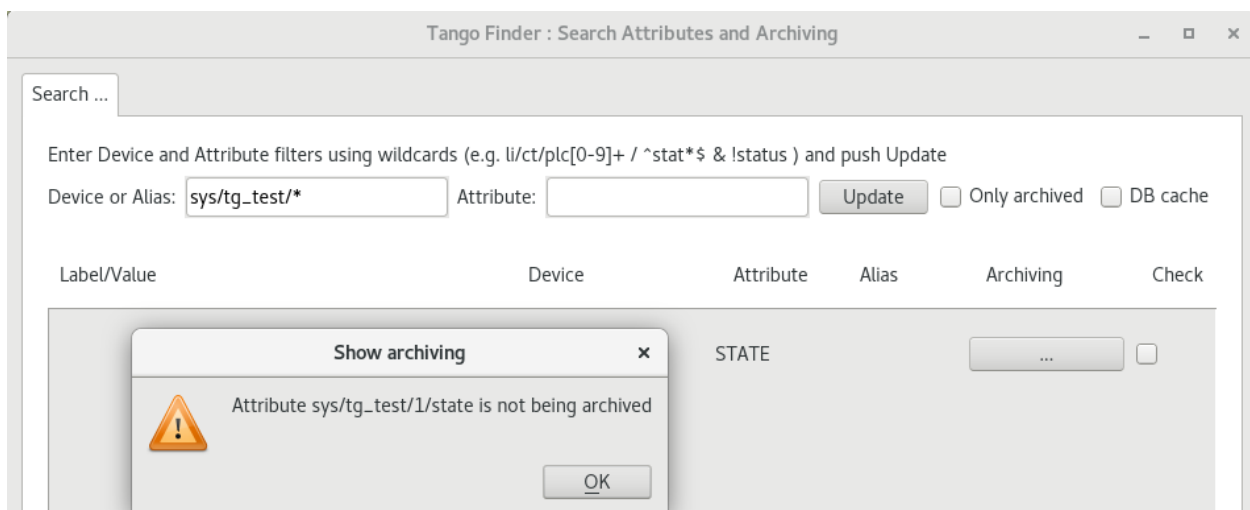 Tango Finder : Search Attributes and Archiving
Search ...
Enter Device and Attribute filters using wildcards (e.g. li/ct/plc[0-9]+ / ^stat*$ & !status ) and push Update
Device or Alias: sys/tg_test/* Attribute: Update Only archived DB cache
Label/Value Device Attribute Alias Archiving Check
Show archiving
STATE ...
Attribute sys/tg_test/1/state is not being archived
OK